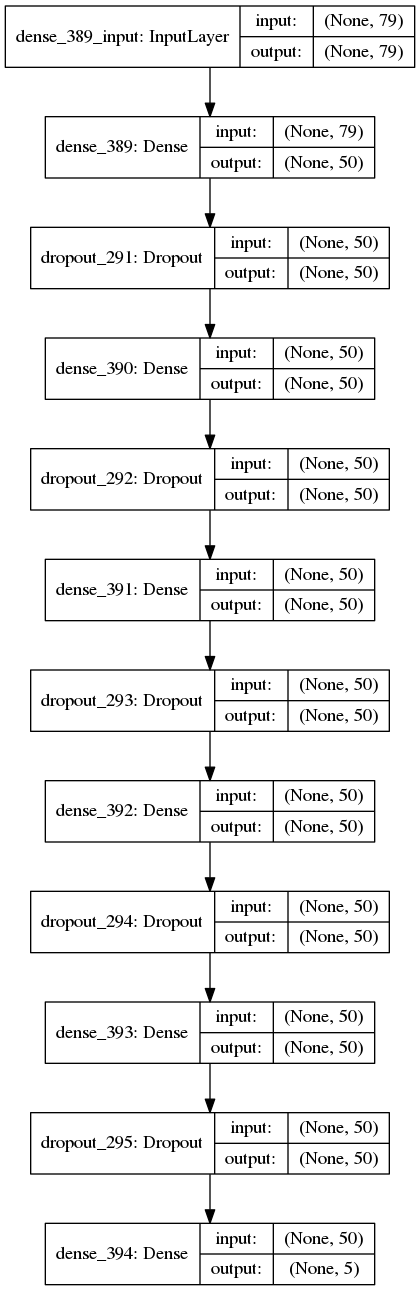 dense_389_input: InputLayer input: (None, 79)
output: (None, 79)
dense_389: Dense input: (None, 79)
output: (None, 50)
dropout_291: Dropout input: (None, 50)
output: (None, 50)
dense_390: Dense input: (None, 50)
output: (None, 50)
dropout_292: Dropout input: (None, 50)
output: (None, 50)
dense_391: Dense input: (None, 50)
output: (None, 50)
dropout_293: Dropout input: (None, 50)
output: (None, 50)
dense_392: Dense input: (None, 50)
output: (None, 50)
dropout_294: Dropout input: (None, 50)
output: (None, 50)
dense_393: Dense input: (None, 50)
output: (None, 50)
dropout_295: Dropout input: (None, 50)
output: (None, 50)
dense_394: Dense input: (None, 50)
output: (None, 5)